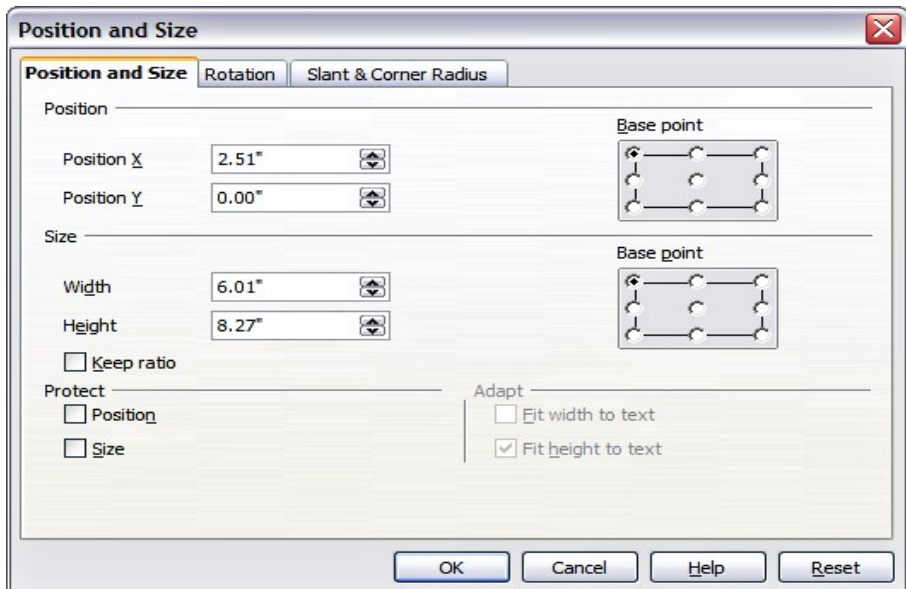 Position and Size
Position and Size Rotation Slant & Corner Radius
Position
Base point
Position X 2.51"
Position Y 0.00"
Size
Base point
Width 6.01"
Height 8.27"
Keep ratio
Protect Adapt
Position Fit width to text
Size Fit height to text
OK Cancel Help Reset